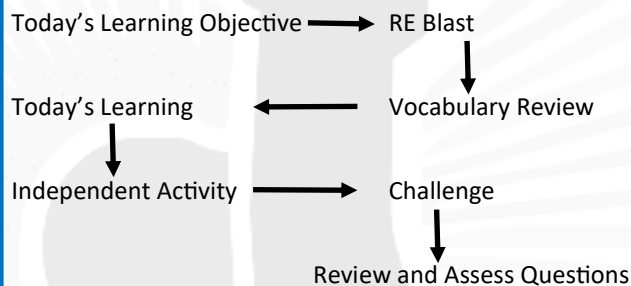 Today's Learning Objective
RE Blast
Vocabulary Review
Today's Learning
Independent Activity
Challenge
Review and Assess Questions